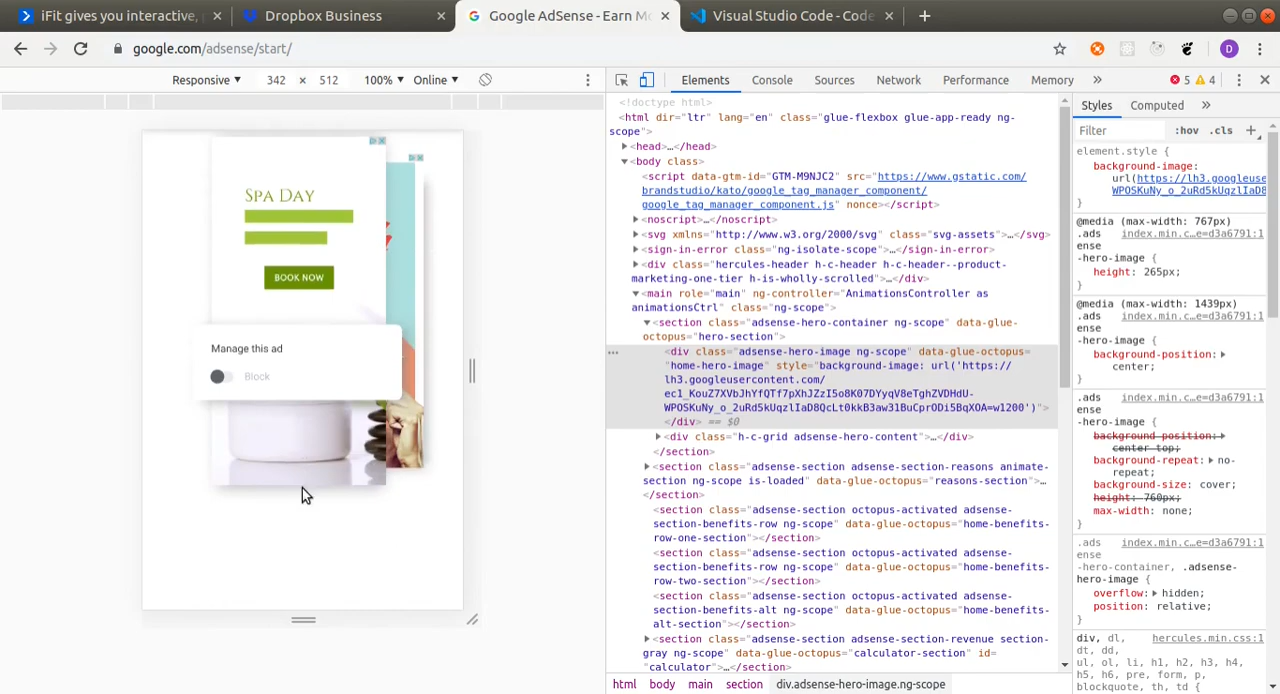 iFit gives you interactive,
Dropbox Business
Google AdSense - Earn Mo
Visual Studio Code - Code
google.com/adsense/start/
D
Responsive ▼ 342 × 512 100% ▼ Online ▼
Elements Console Sources Network Performance Memory » 5 4
Spa Day
BOOK NOW
Manage this ad
Block
<!doctype html>
<html dir="ltr" lang="en" class="glue-flexbox glue-app-ready ng-
scope">
<head>…</head>
<body class>
<script data-gtm-id="GTM-M9NJC2" src="https://www.gstatic.com/
brandstudio/kato/google_tag_manager_component/
google_tag_manager_component.js" nonce></script>
<noscript>…</noscript>
<svg xmlns="http://www.w3.org/2000/svg" class="svg-assets">…</svg>
<sign-in-error class="ng-isolate-scope">…</sign-in-error>
<div class="hercules-header h-c-header h-c-header--product-
marketing-one-tier h-is-wholly-scrolled">…</div>
<main role="main" ng-controller="AnimationsController as
animationsCtrl" class="ng-scope">
<section class="adsense-hero-container ng-scope" data-glue-
octopus="hero-section">
<div class="adsense-hero-image ng-scope" data-glue-octopus=
"home-hero-image" style="background-image: url('https://
lh3.googleusercontent.com/
ec1_KouZ7XVbJhYfQTf7pXhJZzI5o8K07DYyqV8eTghZVDHdU-
WPOSKuNy_o_2uRd5kUqzlIaD8QcLt0kkB3aw31BuCprODi5BqXOA=w1200')">
</div> == $0
<div class="h-c-grid adsense-hero-content">…</div>
</section>
<section class="adsense-section adsense-section-reasons animate-
section ng-scope is-loaded" data-glue-octopus="reasons-section">…
</section>
<section class="adsense-section octopus-activated adsense-
section-benefits-row ng-scope" data-glue-octopus="home-benefits-
row-one-section"></section>
<section class="adsense-section octopus-activated adsense-
section-benefits-row ng-scope" data-glue-octopus="home-benefits-
row-two-section"></section>
<section class="adsense-section octopus-activated adsense-
section-benefits-alt ng-scope" data-glue-octopus="home-benefits-
alt-section"></section>
<section class="adsense-section adsense-section-revenue section-
gray ng-scope" data-glue-octopus="calculator-section" id=
"calculator">…</section>
html body main section div.adsense-hero-image.ng-scope
Styles Computed »
Filter :hov .cls +
element.style {
background-image:
url(https://lh3.googleuse
WPOSKuNy_o_2uRd5kUqzlIaD8
}
@media (max-width: 767px)
.ads index.min.c…e=d3a6791:1
ense
-hero-image {
height: 265px;
}
@media (max-width: 1439px)
.ads index.min.c…e=d3a6791:1
ense
-hero-image {
background-position:
center;
}
.ads index.min.c…e=d3a6791:1
ense
-hero-image {
background-position:
center top;
background-repeat: no-
repeat;
background-size: cover;
height: 760px;
max-width: none;
}
.ads index.min.c…e=d3a6791:1
ense
-hero-container, .adsense-
hero-image {
overflow: hidden;
position: relative;
}
div, dl, hercules.min.css:1
dt, dd,
ul, ol, li, h1, h2, h3, h4,
h5, h6, pre, form, p,
blockquote, th, td {